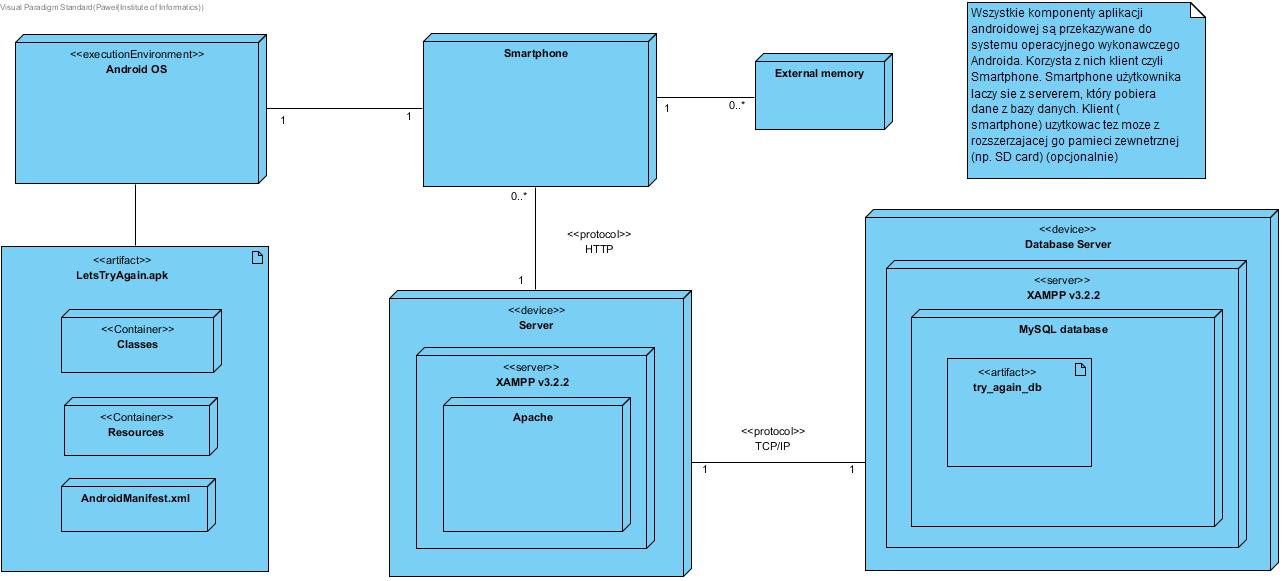 Visual Paradigm Standard(Paweł(Institute of Informatics))
<<executionEnvironment>>
Android OS
1
1
Smartphone
1
0..*
External memory
Wszystkie komponenty aplikacji
androidowej są przekazywane do
systemu operacyjnego wykonawczego
Androida. Korzysta z nich klient czyli
Smartphone. Smartphone użytkownika
laczy sie z serverem, który pobiera
dane z bazy danych. Klient (
smartphone) uzytkowac tez moze z
rozszerzajacej go pamieci zewnetrznej
(np. SD card) (opcjonalnie)
0..*
<<protocol>>
HTTP
1
<<artifact>>
LetsTryAgain.apk
<<Container>>
Classes
<<Container>>
Resources
AndroidManifest.xml
<<device>>
Server
<<server>>
XAMPP v3.2.2
Apache
<<protocol>>
TCP/IP
1
1
<<device>>
Database Server
<<server>>
XAMPP v3.2.2
MySQL database
<<artifact>>
try_again_db